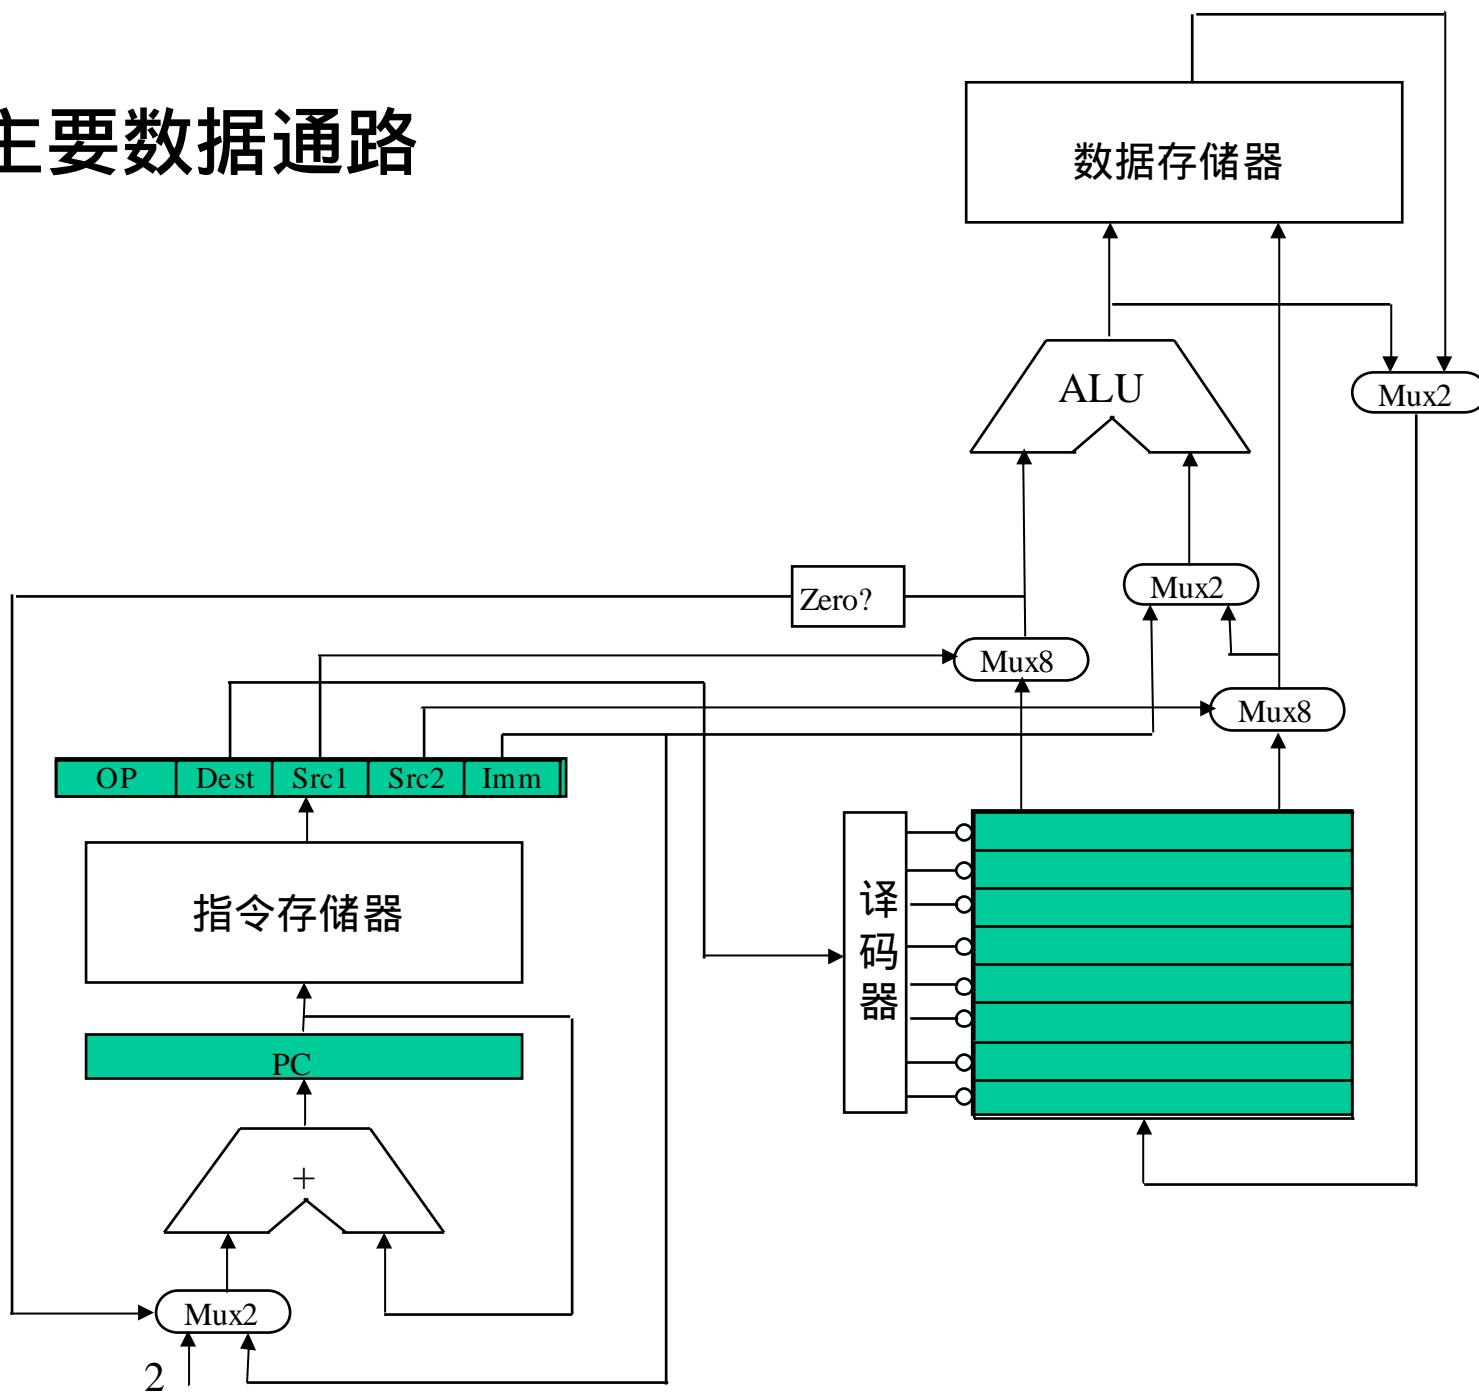 主要数据通路
数据存储器
ALU
Mux2
Zero?
Mux2
Mux8
Mux8
OP Dest Src1 Src2 Imm
指令存储器
译
码
器
PC
+
Mux2
2